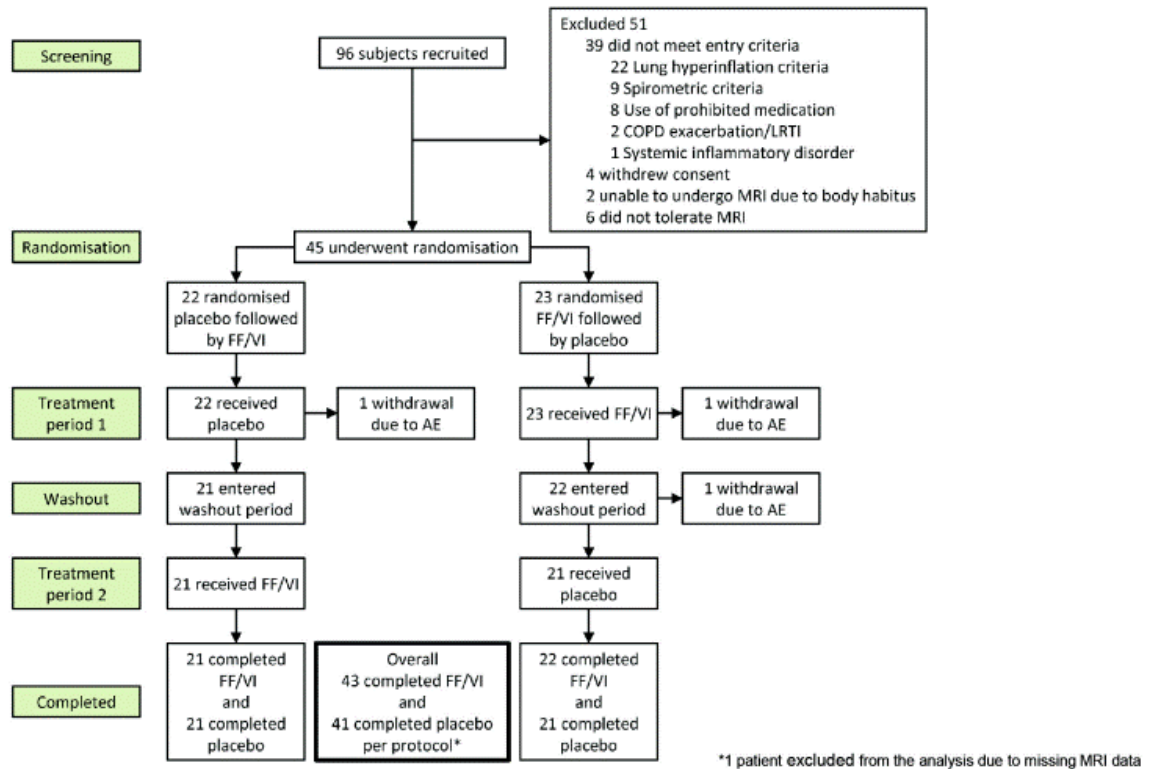 Screening
96 subjects recruited
Excluded 51
39 did not meet entry criteria
22 Lung hyperinflation criteria
9 Spirometric criteria
8 Use of prohibited medication
2 COPD exacerbation/LRTI
1 Systemic inflammatory disorder
4 withdrew consent
2 unable to undergo MRI due to body habitus
6 did not tolerate MRI
Randomisation
45 underwent randomisation
22 randomised
placebo followed
by FF/VI
23 randomised
FF/VI followed
by placebo
Treatment
period 1
22 received
placebo
1 withdrawal
due to AE
23 received FF/VI
1 withdrawal
due to AE
Washout
21 entered
washout period
22 entered
washout period
1 withdrawal
due to AE
Treatment
period 2
21 received FF/VI
21 received
placebo
Completed
21 completed
FF/VI
and
21 completed
placebo
Overall
43 completed FF/VI
and
41 completed placebo
per protocol*
22 completed
FF/VI
and
21 completed
placebo
*1 patient excluded from the analysis due to missing MRI data